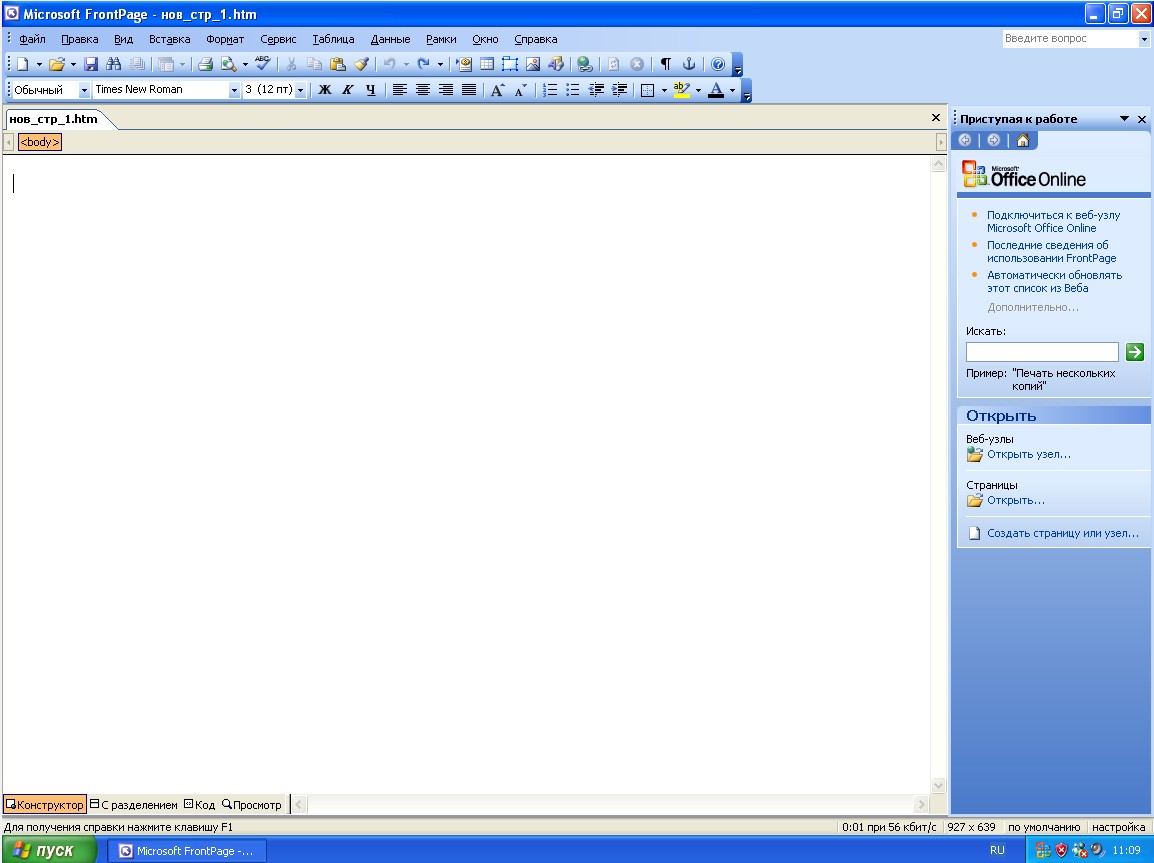 Microsoft FrontPage - нов_стр_1.htm
Файл Правка Вид Вставка Формат Сервис Таблица Данные Рамки Окно Справка
Введите вопрос
Обычный Times New Roman 3 (12 пт) Ж К Ч
нов_стр_1.htm
Приступая к работе
<body>
Microsoft
Office Online
Подключиться к веб-узлу
Microsoft Office Online
Последние сведения об
использовании FrontPage
Автоматически обновлять
этот список из Веба
Дополнительно...
Искать:
Пример: "Печать нескольких
копий"
Открыть
Веб-узлы
Открыть узел...
Страницы
Открыть...
Создать страницу или узел...
Конструктор С разделением Код Просмотр
Для получения справки нажмите клавишу F1
0:01 при 56 кбит/с 927 x 639 по умолчанию настройка
пуск Microsoft FrontPage -... RU 11:09